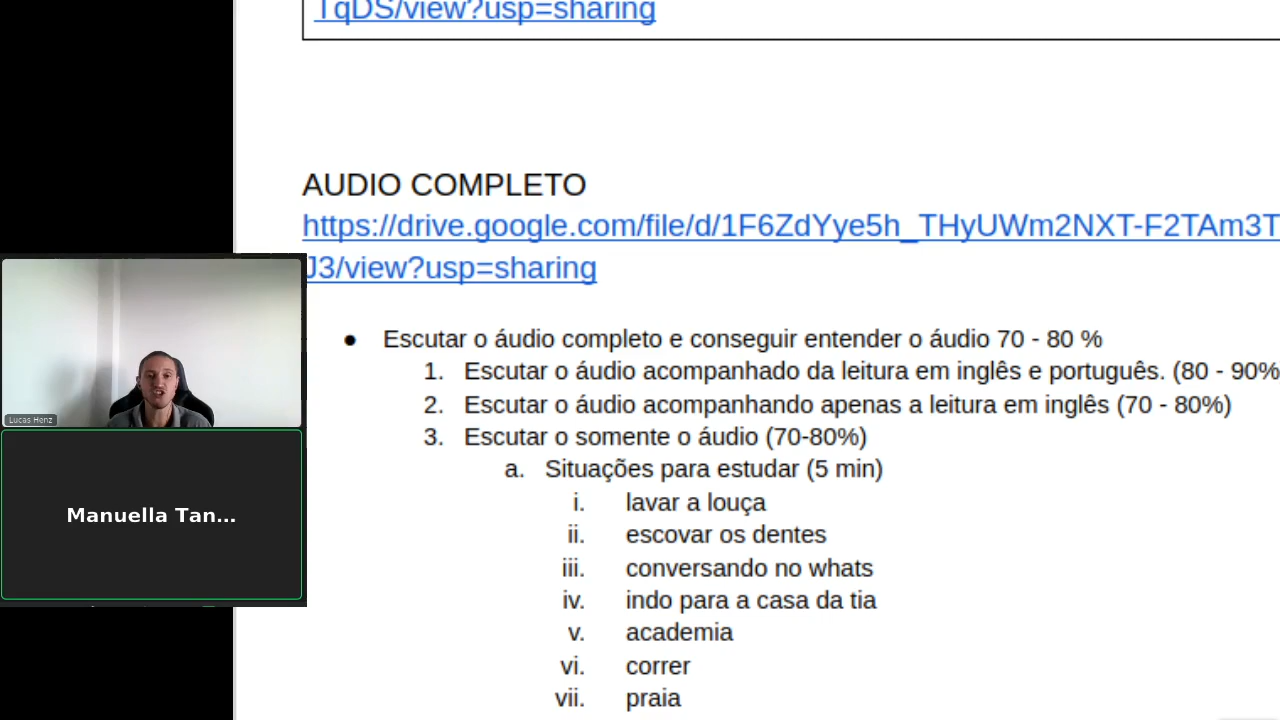 TqDS/view?usp=sharing
AUDIO COMPLETO
https://drive.google.com/file/d/1F6ZdYye5h_THyUWm2NXT-F2TAm3T
J3/view?usp=sharing
● Escutar o áudio completo e conseguir entender o áudio 70 - 80 %
1. Escutar o áudio acompanhado da leitura em inglês e português. (80 - 90%
2. Escutar o áudio acompanhando apenas a leitura em inglês (70 - 80%)
3. Escutar o somente o áudio (70-80%)
a. Situações para estudar (5 min)
i. lavar a louça
ii. escovar os dentes
iii. conversando no whats
iv. indo para a casa da tia
v. academia
vi. correr
vii. praia
Lucas Henz
Manuella Tan...